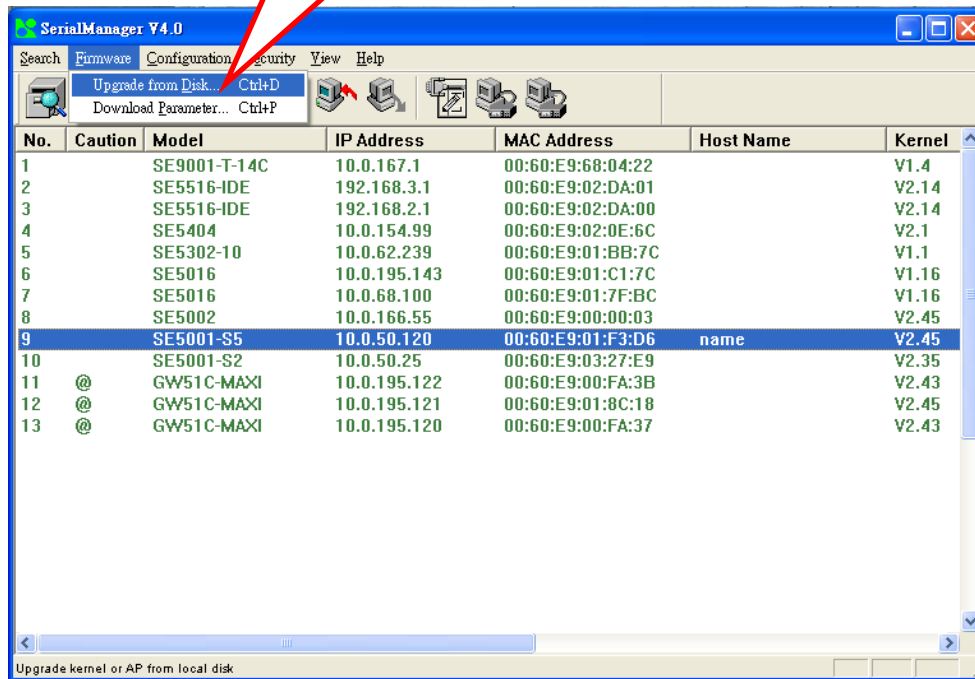 SerialManager V4.0
Search Firmware Configuration Security View Help
Upgrade from Disk... Ctrl+D
Download Parameter... Ctrl+P
No. Caution Model IP Address MAC Address Host Name Kernel
1 SE9001-T-14C 10.0.167.1 00:60:E9:68:04:22 V1.4
2 SE5516-IDE 192.168.3.1 00:60:E9:02:DA:01 V2.14
3 SE5516-IDE 192.168.2.1 00:60:E9:02:DA:00 V2.14
4 SE5404 10.0.154.99 00:60:E9:02:0E:6C V2.1
5 SE5302-10 10.0.62.239 00:60:E9:01:BB:7C V1.1
6 SE5016 10.0.195.143 00:60:E9:01:C1:7C V1.16
7 SE5016 10.0.68.100 00:60:E9:01:7F:BC V1.16
8 SE5002 10.0.166.55 00:60:E9:00:00:03 V2.45
9 SE5001-S5 10.0.50.120 00:60:E9:01:F3:D6 name V2.45
10 SE5001-S2 10.0.50.25 00:60:E9:03:27:E9 V2.35
11 @ GW51C-MAXI 10.0.195.122 00:60:E9:00:FA:3B V2.43
12 @ GW51C-MAXI 10.0.195.121 00:60:E9:01:8C:18 V2.45
13 @ GW51C-MAXI 10.0.195.120 00:60:E9:00:FA:37 V2.43
Upgrade kernel or AP from local disk